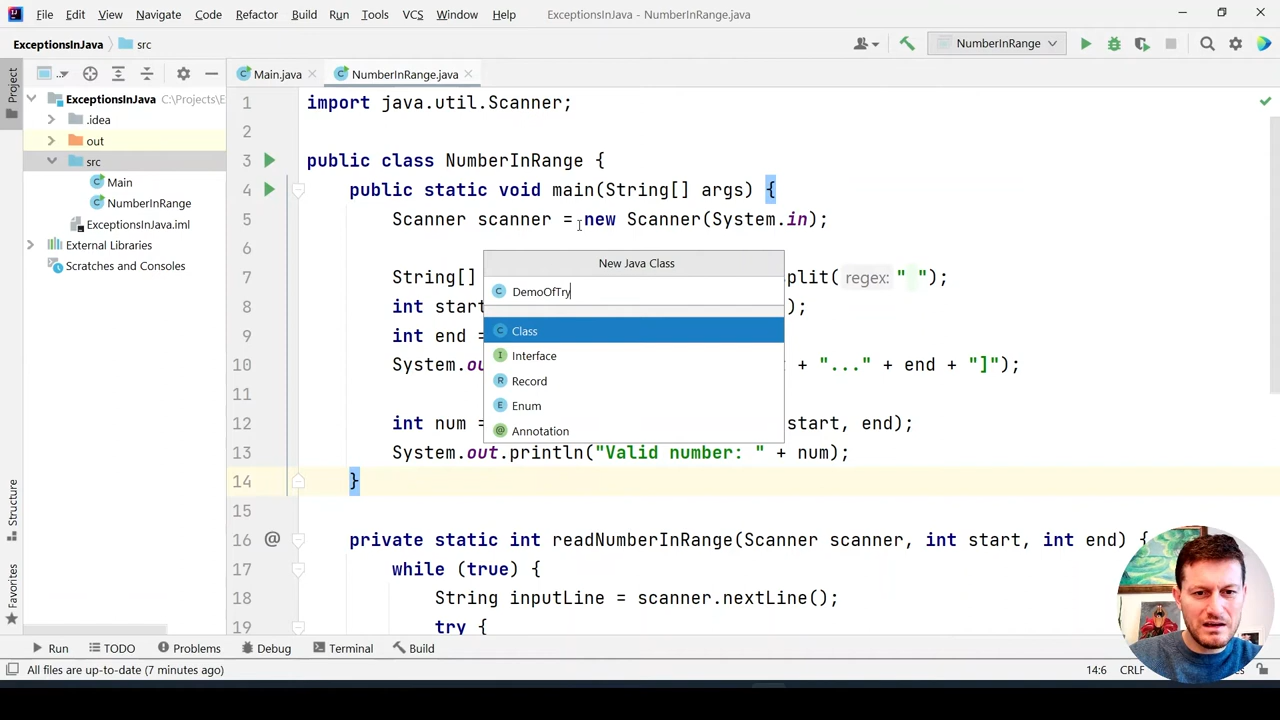 File Edit View Navigate Code Refactor Build Run Tools VCS Window Help ExceptionsInJava - NumberInRange.java
ExceptionsInJava src NumberInRange
Project
Main.java NumberInRange.java
ExceptionsInJava C:\Projects\E
.idea
out
src
Main
NumberInRange
ExceptionsInJava.iml
External Libraries
Scratches and Consoles
1 import java.util.Scanner;
2
3 public class NumberInRange {
4 public static void main(String[] args) {
5 Scanner scanner = new Scanner(System.in);
6
7 String[] plit( regex: " ");
8 int start );
9 int end =
10 System.ou + "..." + end + "]");
11
12 int num = start, end);
13 System.out.println("Valid number: " + num);
14 }
15
16 @ private static int readNumberInRange(Scanner scanner, int start, int end) {
17 while (true) {
18 String inputLine = scanner.nextLine();
19 try {
New Java Class
DemoOfTry
Class
Interface
Record
Enum
Annotation
Structure
Favorites
Run TODO Problems Debug Terminal Build
All files are up-to-date (7 minutes ago) 14:6 CRLF